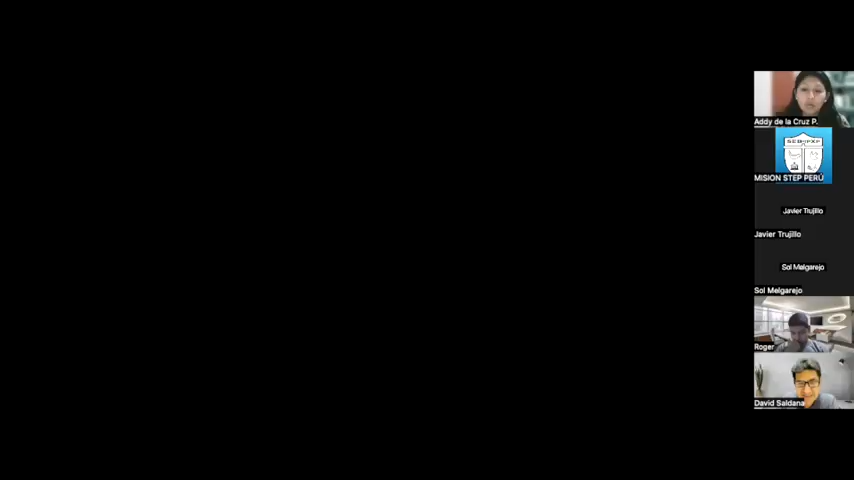 Addy de la Cruz P.
MISION STEP PERÚ
Javier Trujillo
Javier Trujillo
Sol Melgarejo
Sol Melgarejo
Roger
David Saldana